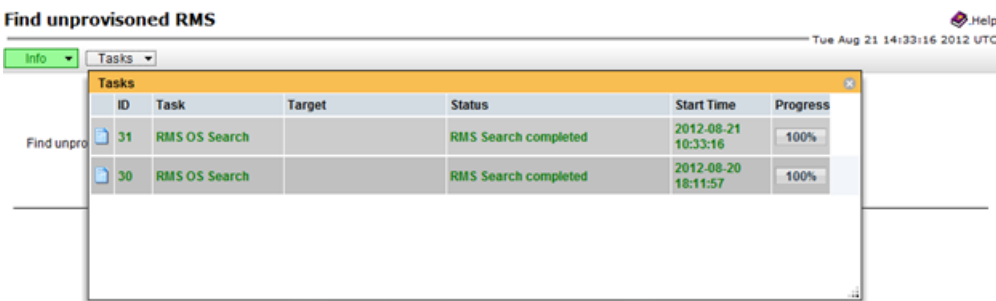 Find unprovisoned RMS
Help
Tue Aug 21 14:33:16 2012 UTC
Info Tasks
Tasks
ID Task Target Status Start Time Progress
31 RMS OS Search RMS Search completed 2012-08-21 10:33:16 100%
Find unpro
30 RMS OS Search RMS Search completed 2012-08-20 18:11:57 100%